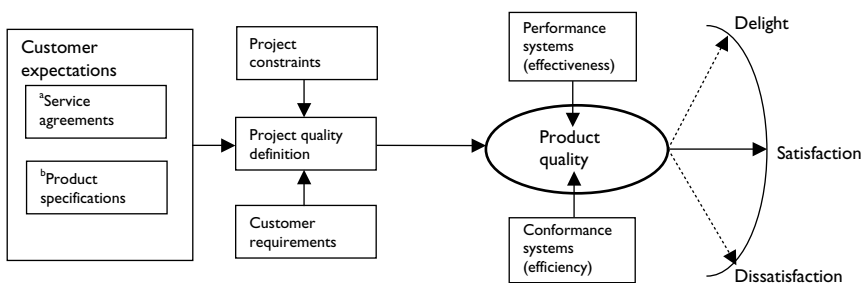 Customer
expectations
aService
agreements
bProduct
specifications
Project
constraints
Project quality
definition
Customer
requirements
Performance
systems
(effectiveness)
Product
quality
Conformance
systems
(efficiency)
Delight
Satisfaction
Dissatisfaction